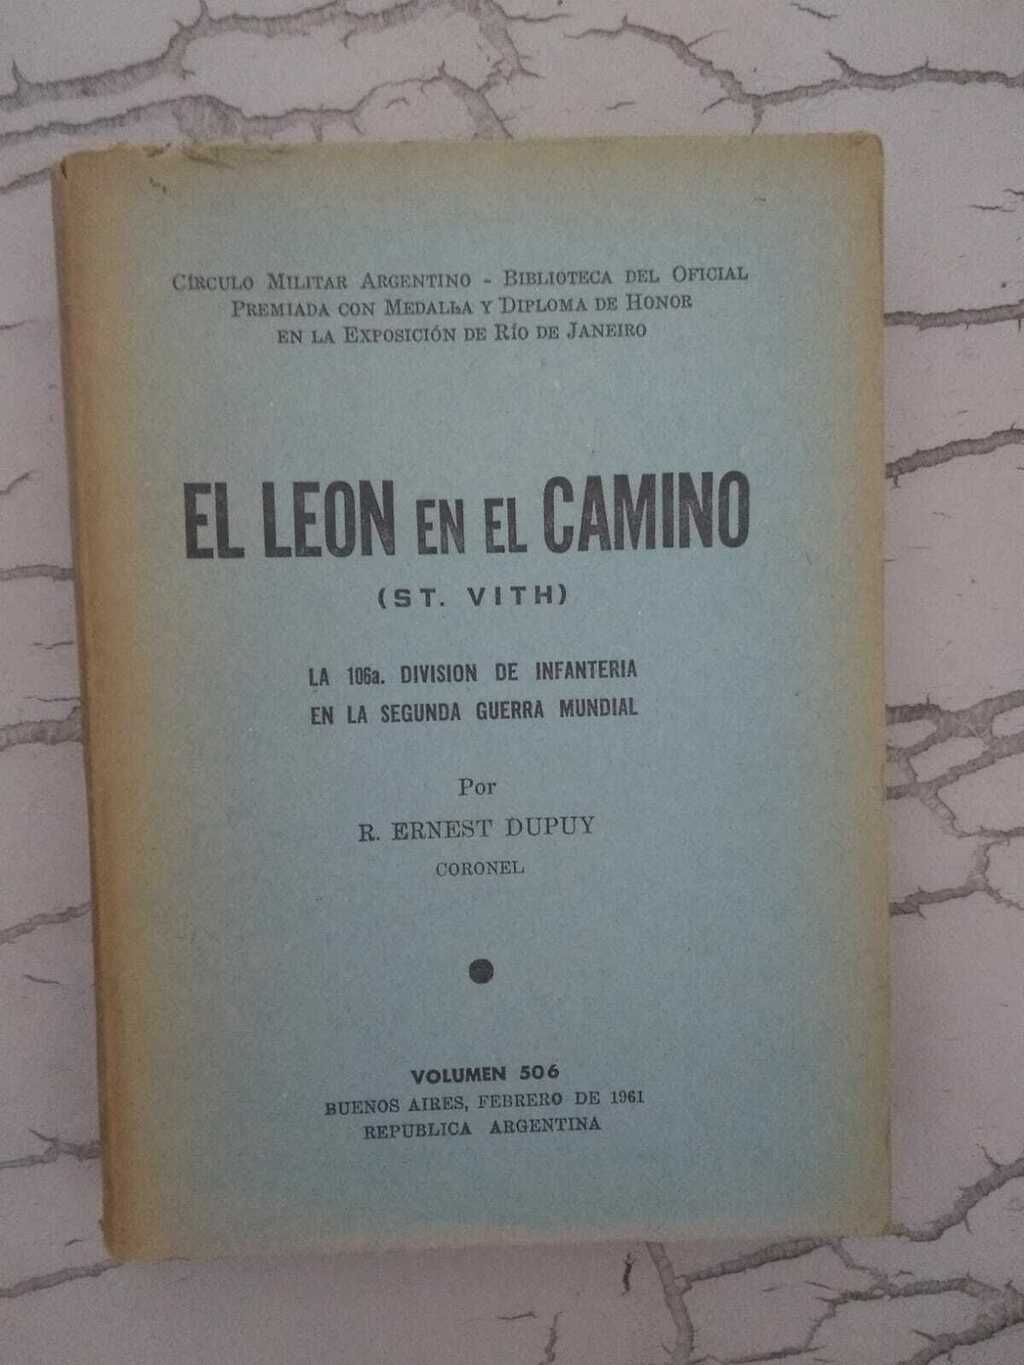 CÍRCULO MILITAR ARGENTINO - BIBLIOTECA DEL OFICIAL
PREMIADA CON MEDALLA Y DIPLOMA DE HONOR
EN LA EXPOSICIÓN DE RÍO DE JANEIRO
EL LEON EN EL CAMINO
(ST. VITH)
LA 106a. DIVISION DE INFANTERIA
EN LA SEGUNDA GUERRA MUNDIAL
Por
R. ERNEST DUPUY
CORONEL
VOLUMEN 506
BUENOS AIRES, FEBRERO DE 1961
REPUBLICA ARGENTINA